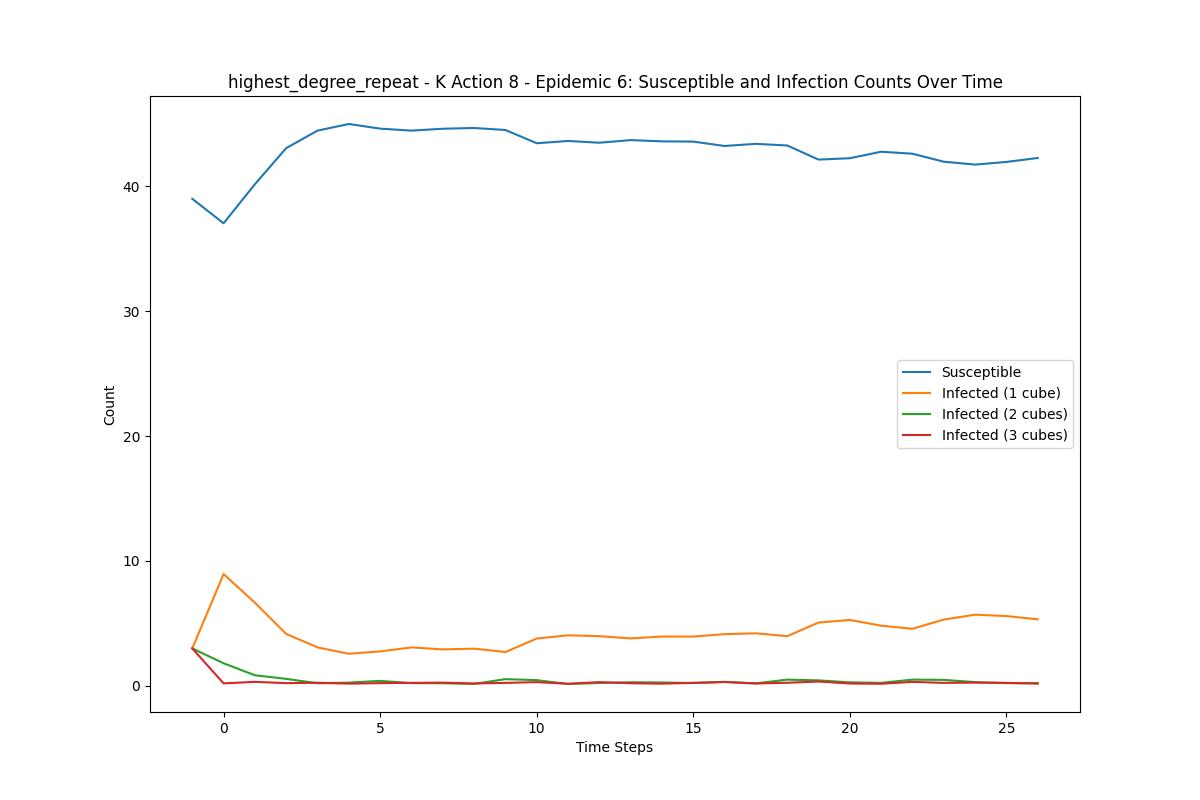 highest_degree_repeat - K Action 8 - Epidemic 6: Susceptible and Infection Counts Over Time
40
30
20
10
0
Count
Susceptible
Infected (1 cube)
Infected (2 cubes)
Infected (3 cubes)
0 5 10 15 20 25
Time Steps